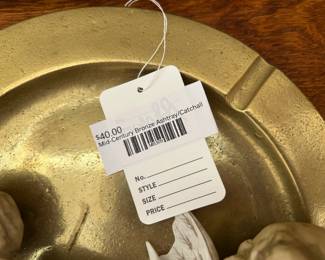 $40.00
Mid-Century Bronze Ashtray/Catchall
No.
STYLE
SIZE
PRICE